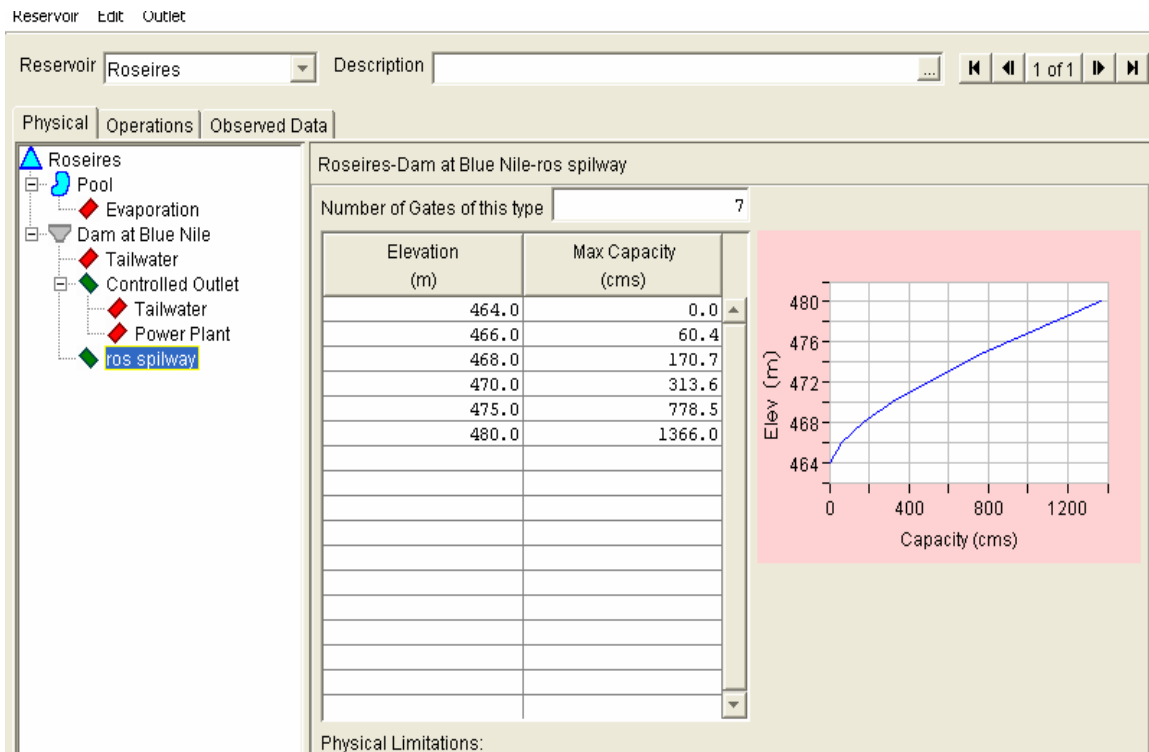 Reservoir Edit Outlet
Reservoir Roseires Description ... 1 of 1
Physical Operations Observed Data
Roseires
Pool
Evaporation
Dam at Blue Nile
Tailwater
Controlled Outlet
Tailwater
Power Plant
ros spilway
Roseires-Dam at Blue Nile-ros spilway
Number of Gates of this type 7
Elevation (m) Max Capacity (cms)
464.0 0.0
466.0 60.4
468.0 170.7
470.0 313.6
475.0 778.5
480.0 1366.0
Elev (m)
480
476
472
468
464
0 400 800 1200
Capacity (cms)
Physical Limitations: